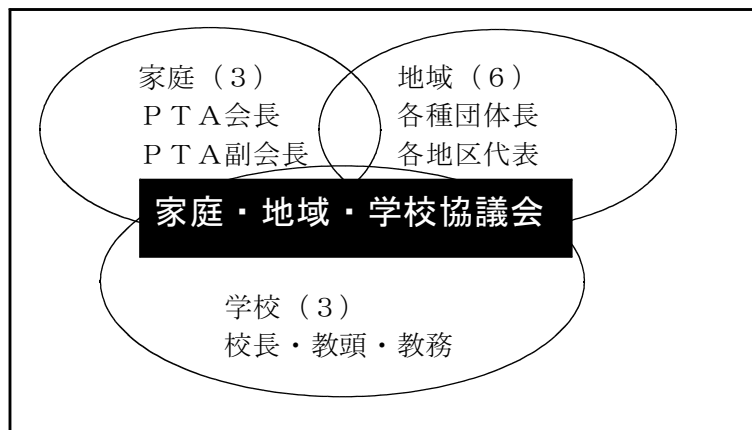 家庭（３）
ＰＴＡ会長
ＰＴＡ副会長
地域（６）
各種団体長
各地区代表
家庭・地域・学校協議会
学校（３）
校長・教頭・教務